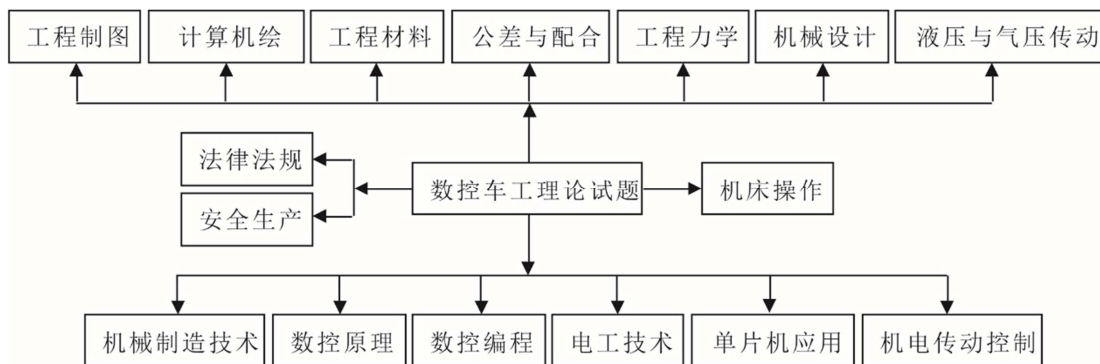 工程制图
计算机绘
工程材料
公差与配合
工程力学
机械设计
液压与气压传动
法律法规
数控车工理论试题
机床操作
安全生产
机械制造技术
数控原理
数控编程
电工技术
单片机应用
机电传动控制